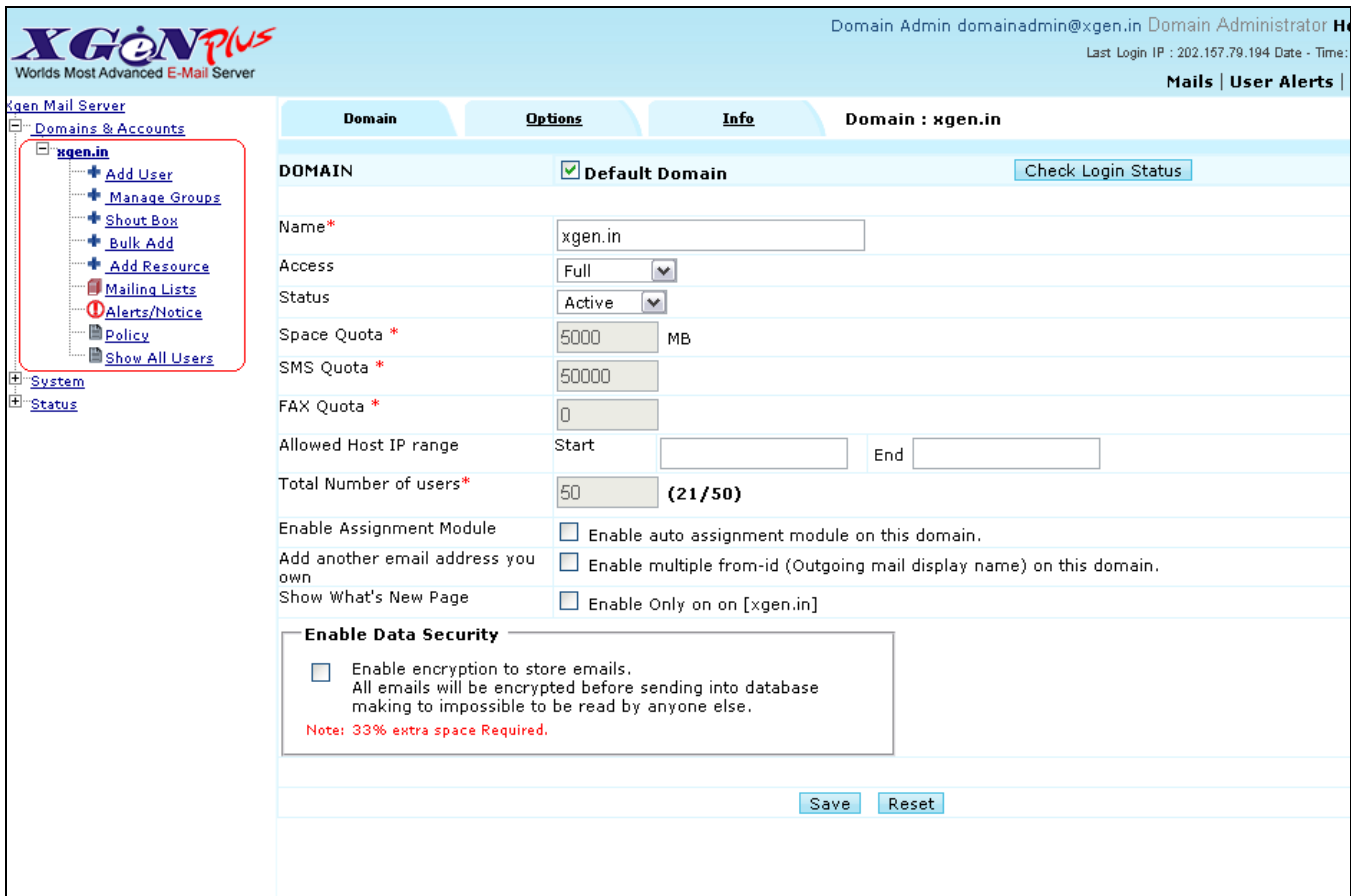 XGeN Plus
Worlds Most Advanced E-Mail Server
Domain Admin domainadmin@xgen.in Domain Administrator
Last Login IP : 202.157.79.194 Date - Time:
Mails | User Alerts |
Xgen Mail Server
Domains & Accounts
xgen.in
Add User
Manage Groups
Shout Box
Bulk Add
Add Resource
Mailing Lists
Alerts/Notice
Policy
Show All Users
System
Status
Domain Options Info Domain : xgen.in
DOMAIN Default Domain Check Login Status
Name* xgen.in
Access Full
Status Active
Space Quota * 5000 MB
SMS Quota * 50000
FAX Quota * 0
Allowed Host IP range Start End
Total Number of users* 50 (21/50)
Enable Assignment Module Enable auto assignment module on this domain.
Add another email address you
own
Enable multiple from-id (Outgoing mail display name) on this domain.
Show What's New Page Enable Only on on [xgen.in]
Enable Data Security
Enable encryption to store emails.
All emails will be encrypted before sending into database
making to impossible to be read by anyone else.
Note: 33% extra space Required.
Save Reset